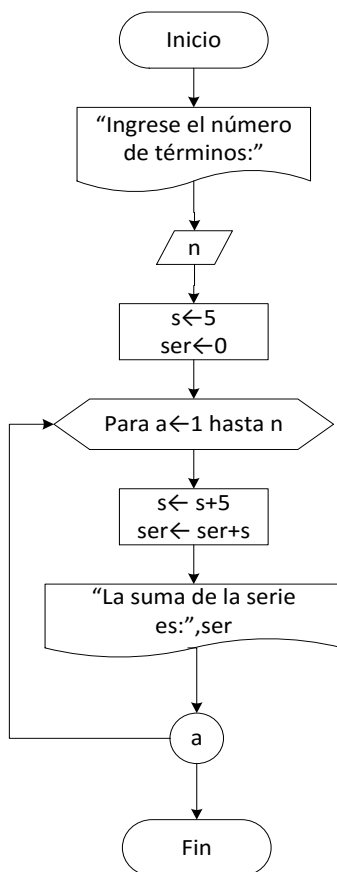 Inicio
“Ingrese el número
de términos:”
n
s←5
ser←0
Para a←1 hasta n
s← s+5
ser← ser+s
“La suma de la serie
es:”,ser
a
Fin